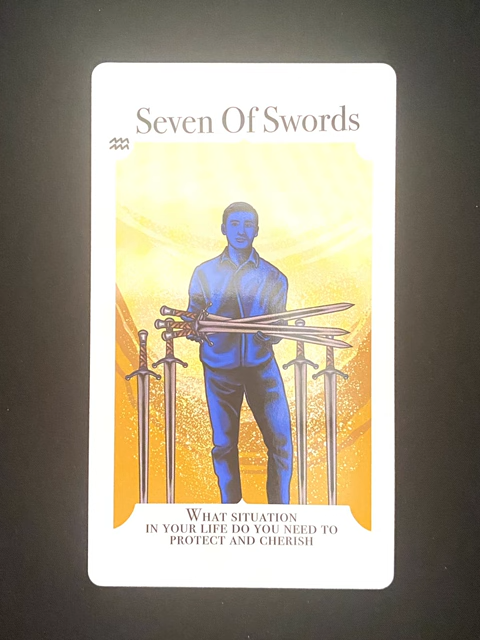 Seven Of Swords
♒
What situation
in your life do you need to
protect and cherish